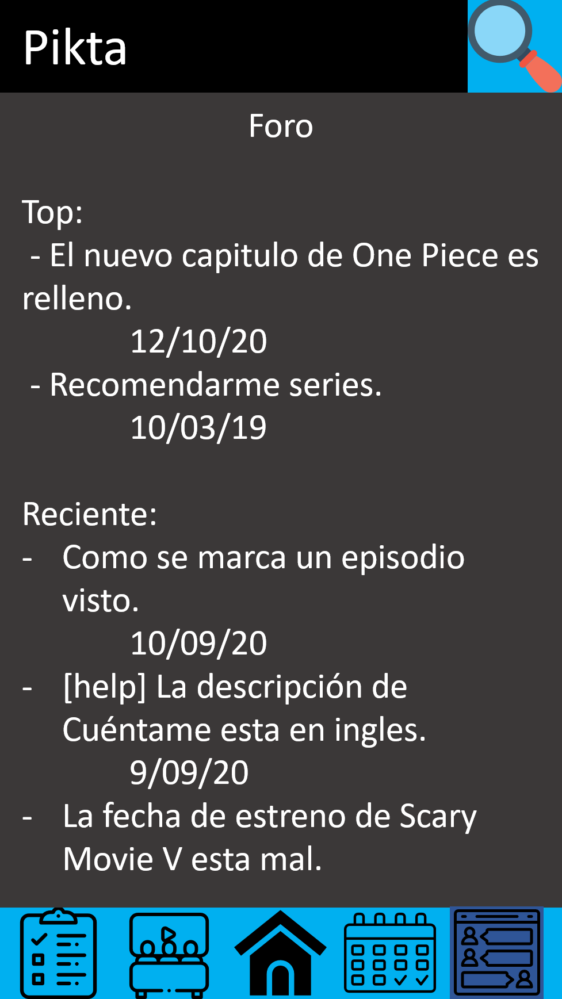 Pikta
Foro
Top:
- El nuevo capitulo de One Piece es
relleno.
12/10/20
- Recomendarme series.
10/03/19
Reciente:
- Como se marca un episodio
visto.
10/09/20
- [help] La descripción de
Cuéntame esta en ingles.
9/09/20
- La fecha de estreno de Scary
Movie V esta mal.